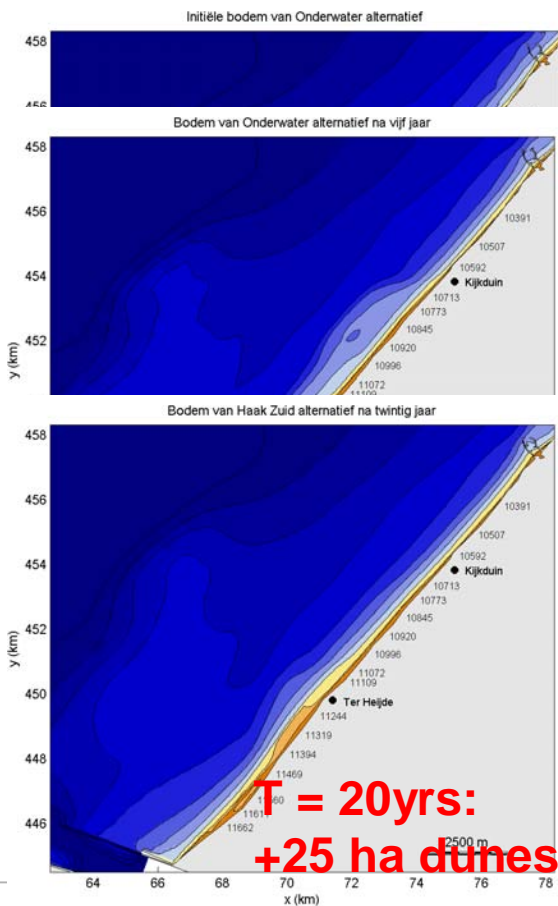 Initiële bodem van Onderwater alternatief
458
456
Bodem van Onderwater alternatief na vijf jaar
458
456
454
452
y (km)
10391
10507
10592
Kijkduin
10713
10773
10845
10920
10996
11072
11109
Bodem van Haak Zuid alternatief na twintig jaar
458
456
454
452
450
448
446
y (km)
10391
10507
10592
Kijkduin
10713
10773
10845
10920
10996
11072
11109
Ter Heijde
11244
11319
11394
11469
11662
T = 20yrs:
+25 ha dunes
2500 m
64 66 68 70 72 74 76 78
x (km)